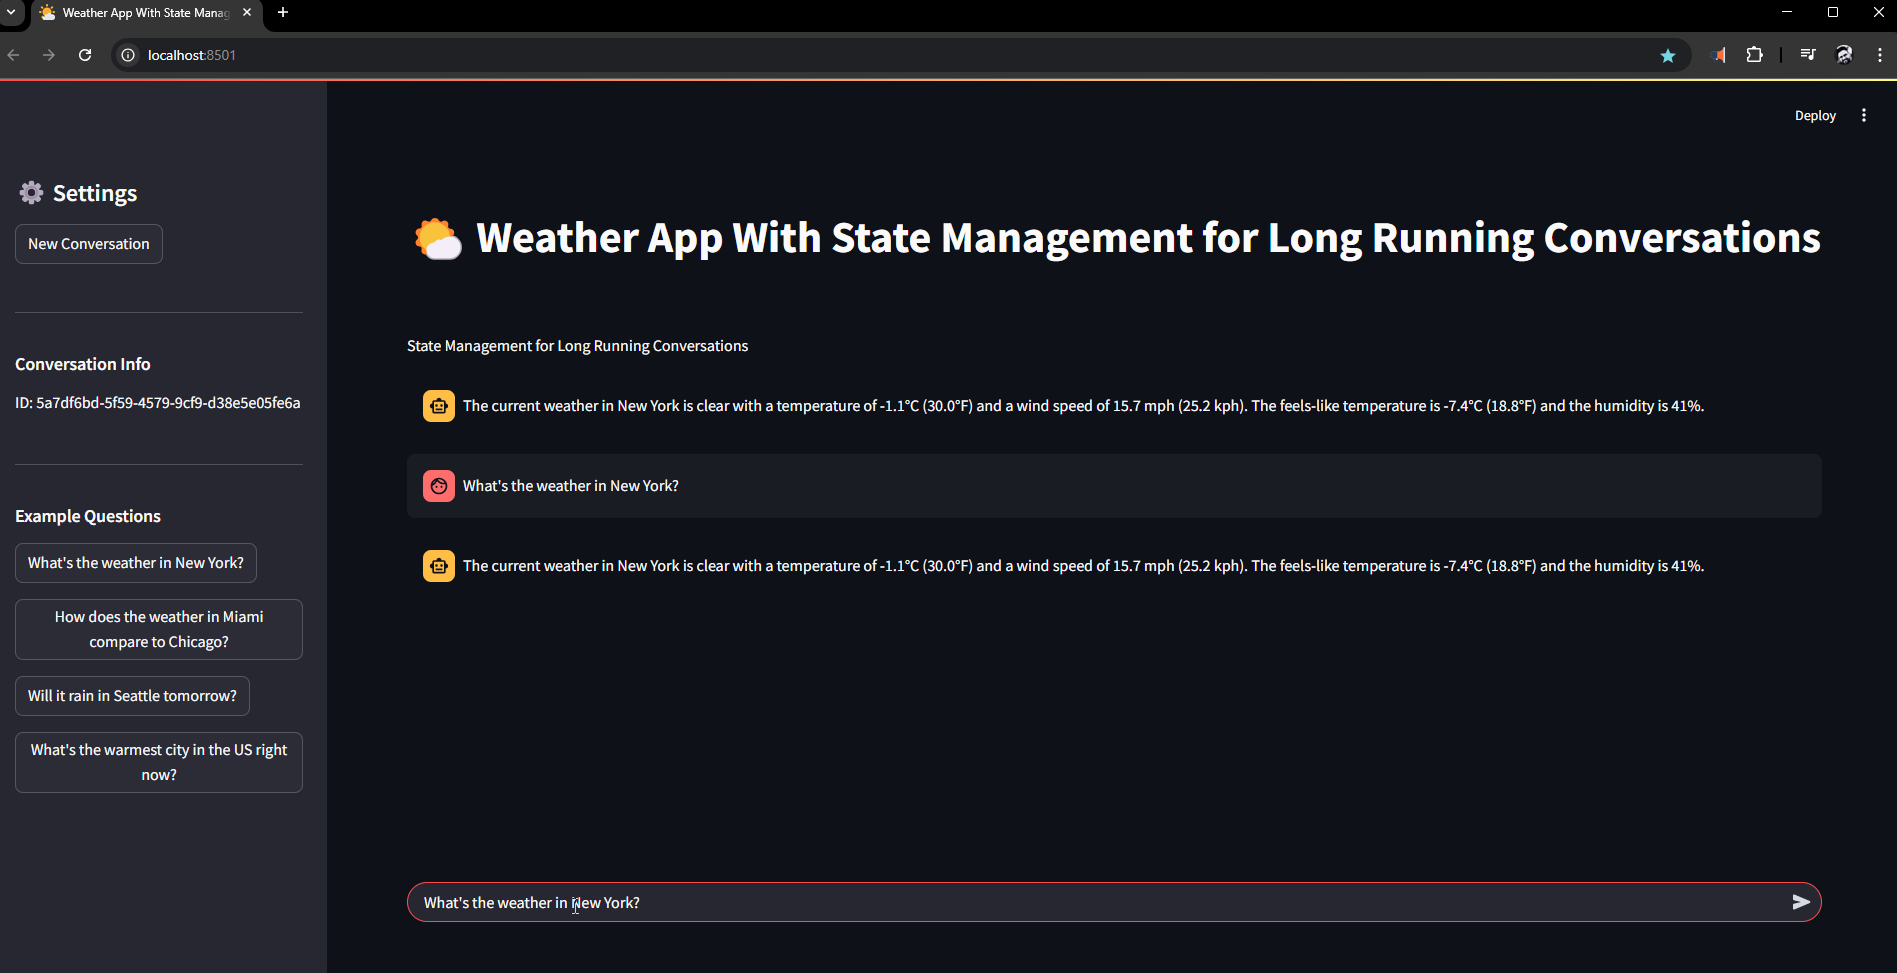 Weather App With State Manag
localhost:8501
Deploy
Settings
New Conversation
Conversation Info
ID: 5a7df6bd-5f59-4579-9cf9-d38e5e05fe6a
Example Questions
What's the weather in New York?
How does the weather in Miami
compare to Chicago?
Will it rain in Seattle tomorrow?
What's the warmest city in the US right
now?
Weather App With State Management for Long Running Conversations
State Management for Long Running Conversations
The current weather in New York is clear with a temperature of -1.1°C (30.0°F) and a wind speed of 15.7 mph (25.2 kph). The feels-like temperature is -7.4°C (18.8°F) and the humidity is 41%.
What's the weather in New York?
The current weather in New York is clear with a temperature of -1.1°C (30.0°F) and a wind speed of 15.7 mph (25.2 kph). The feels-like temperature is -7.4°C (18.8°F) and the humidity is 41%.
What's the weather in New York?